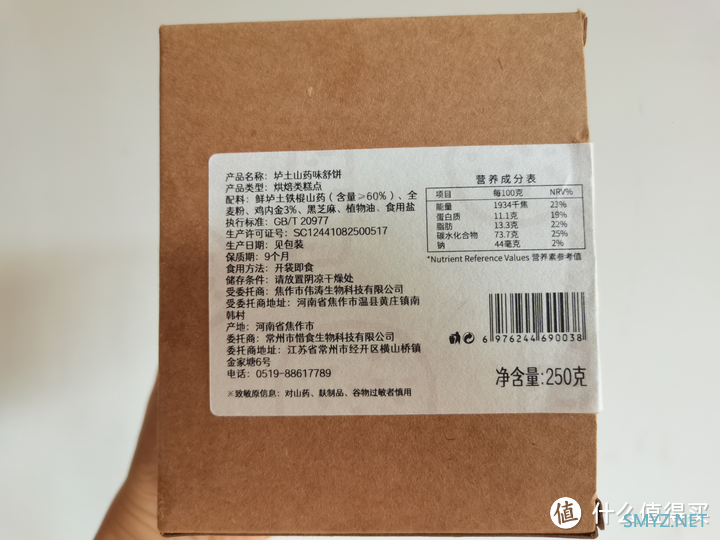 产品名称：垆土山药味舒饼
产品类型：烘焙类糕点
配料：鲜垆土铁棍山药（含量≥60%）、全
麦粉、鸡内金3%、黑芝麻、植物油、食用盐
执行标准：GB/T 20977
生产许可证号：SC12441082500517
生产日期：见包装
保质期：9个月
食用方法：开袋即食
储存条件：请放置阴凉干燥处
受委托商：焦作市伟涛生物科技有限公司
受委托商地址：河南省焦作市温县黄庄镇南
韩村
产地：河南省焦作市
委托商：常州市惜食生物科技有限公司
委托商地址：江苏省常州市经开区横山桥镇
金家塘6号
电话：0519-88617789
※致敏原信息：对山药、麸制品、谷物过敏者慎用
营养成分表
项目 每100克 NRV%
能量 1934千焦 23%
蛋白质 11.1克 19%
脂肪 13.3克 22%
碳水化合物 73.7克 25%
钠 44毫克 2%
*Nutrient Reference Values 营养素参考值
6 976244 690038
净含量:250克
值 什么值得买
SMYZ.NET